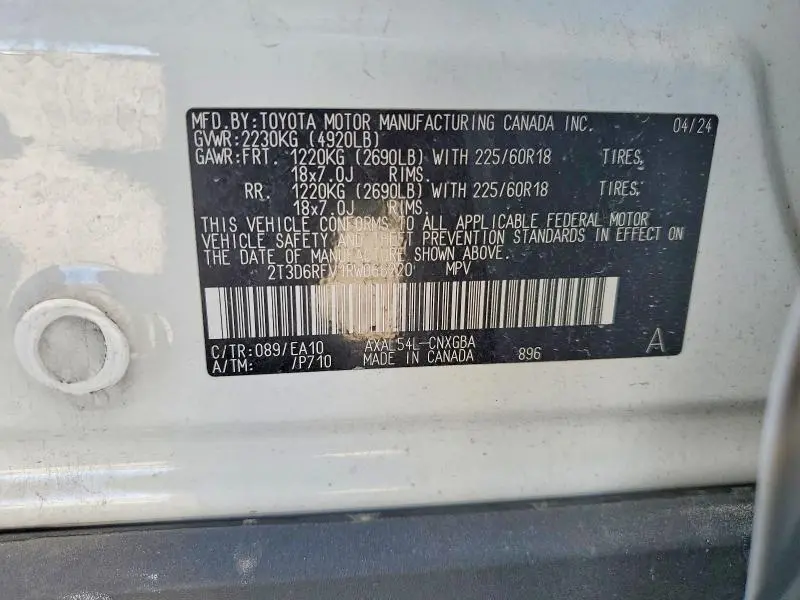 MFD.BY:TOYOTA MOTOR MANUFACTURING CANADA INC. 04/24
GVWR:2230KG (4920LB)
GAWR:FRT. 1220KG (2690LB) WITH 225/60R18 TIRES,
18x7.0J RIMS.
RR. 1220KG (2690LB) WITH 225/60R18 TIRES,
18x7.0J RIMS.
THIS VEHICLE CONFORMS TO ALL APPLICABLE FEDERAL MOTOR
VEHICLE SAFETY AND THEFT PREVENTION STANDARDS IN EFFECT ON
THE DATE OF MANUFACTURE SHOWN ABOVE.
MPV
C/TR:089/EA10 AXAL54L-CNXGBA
A/TM: /P710 MADE IN CANADA 896 A